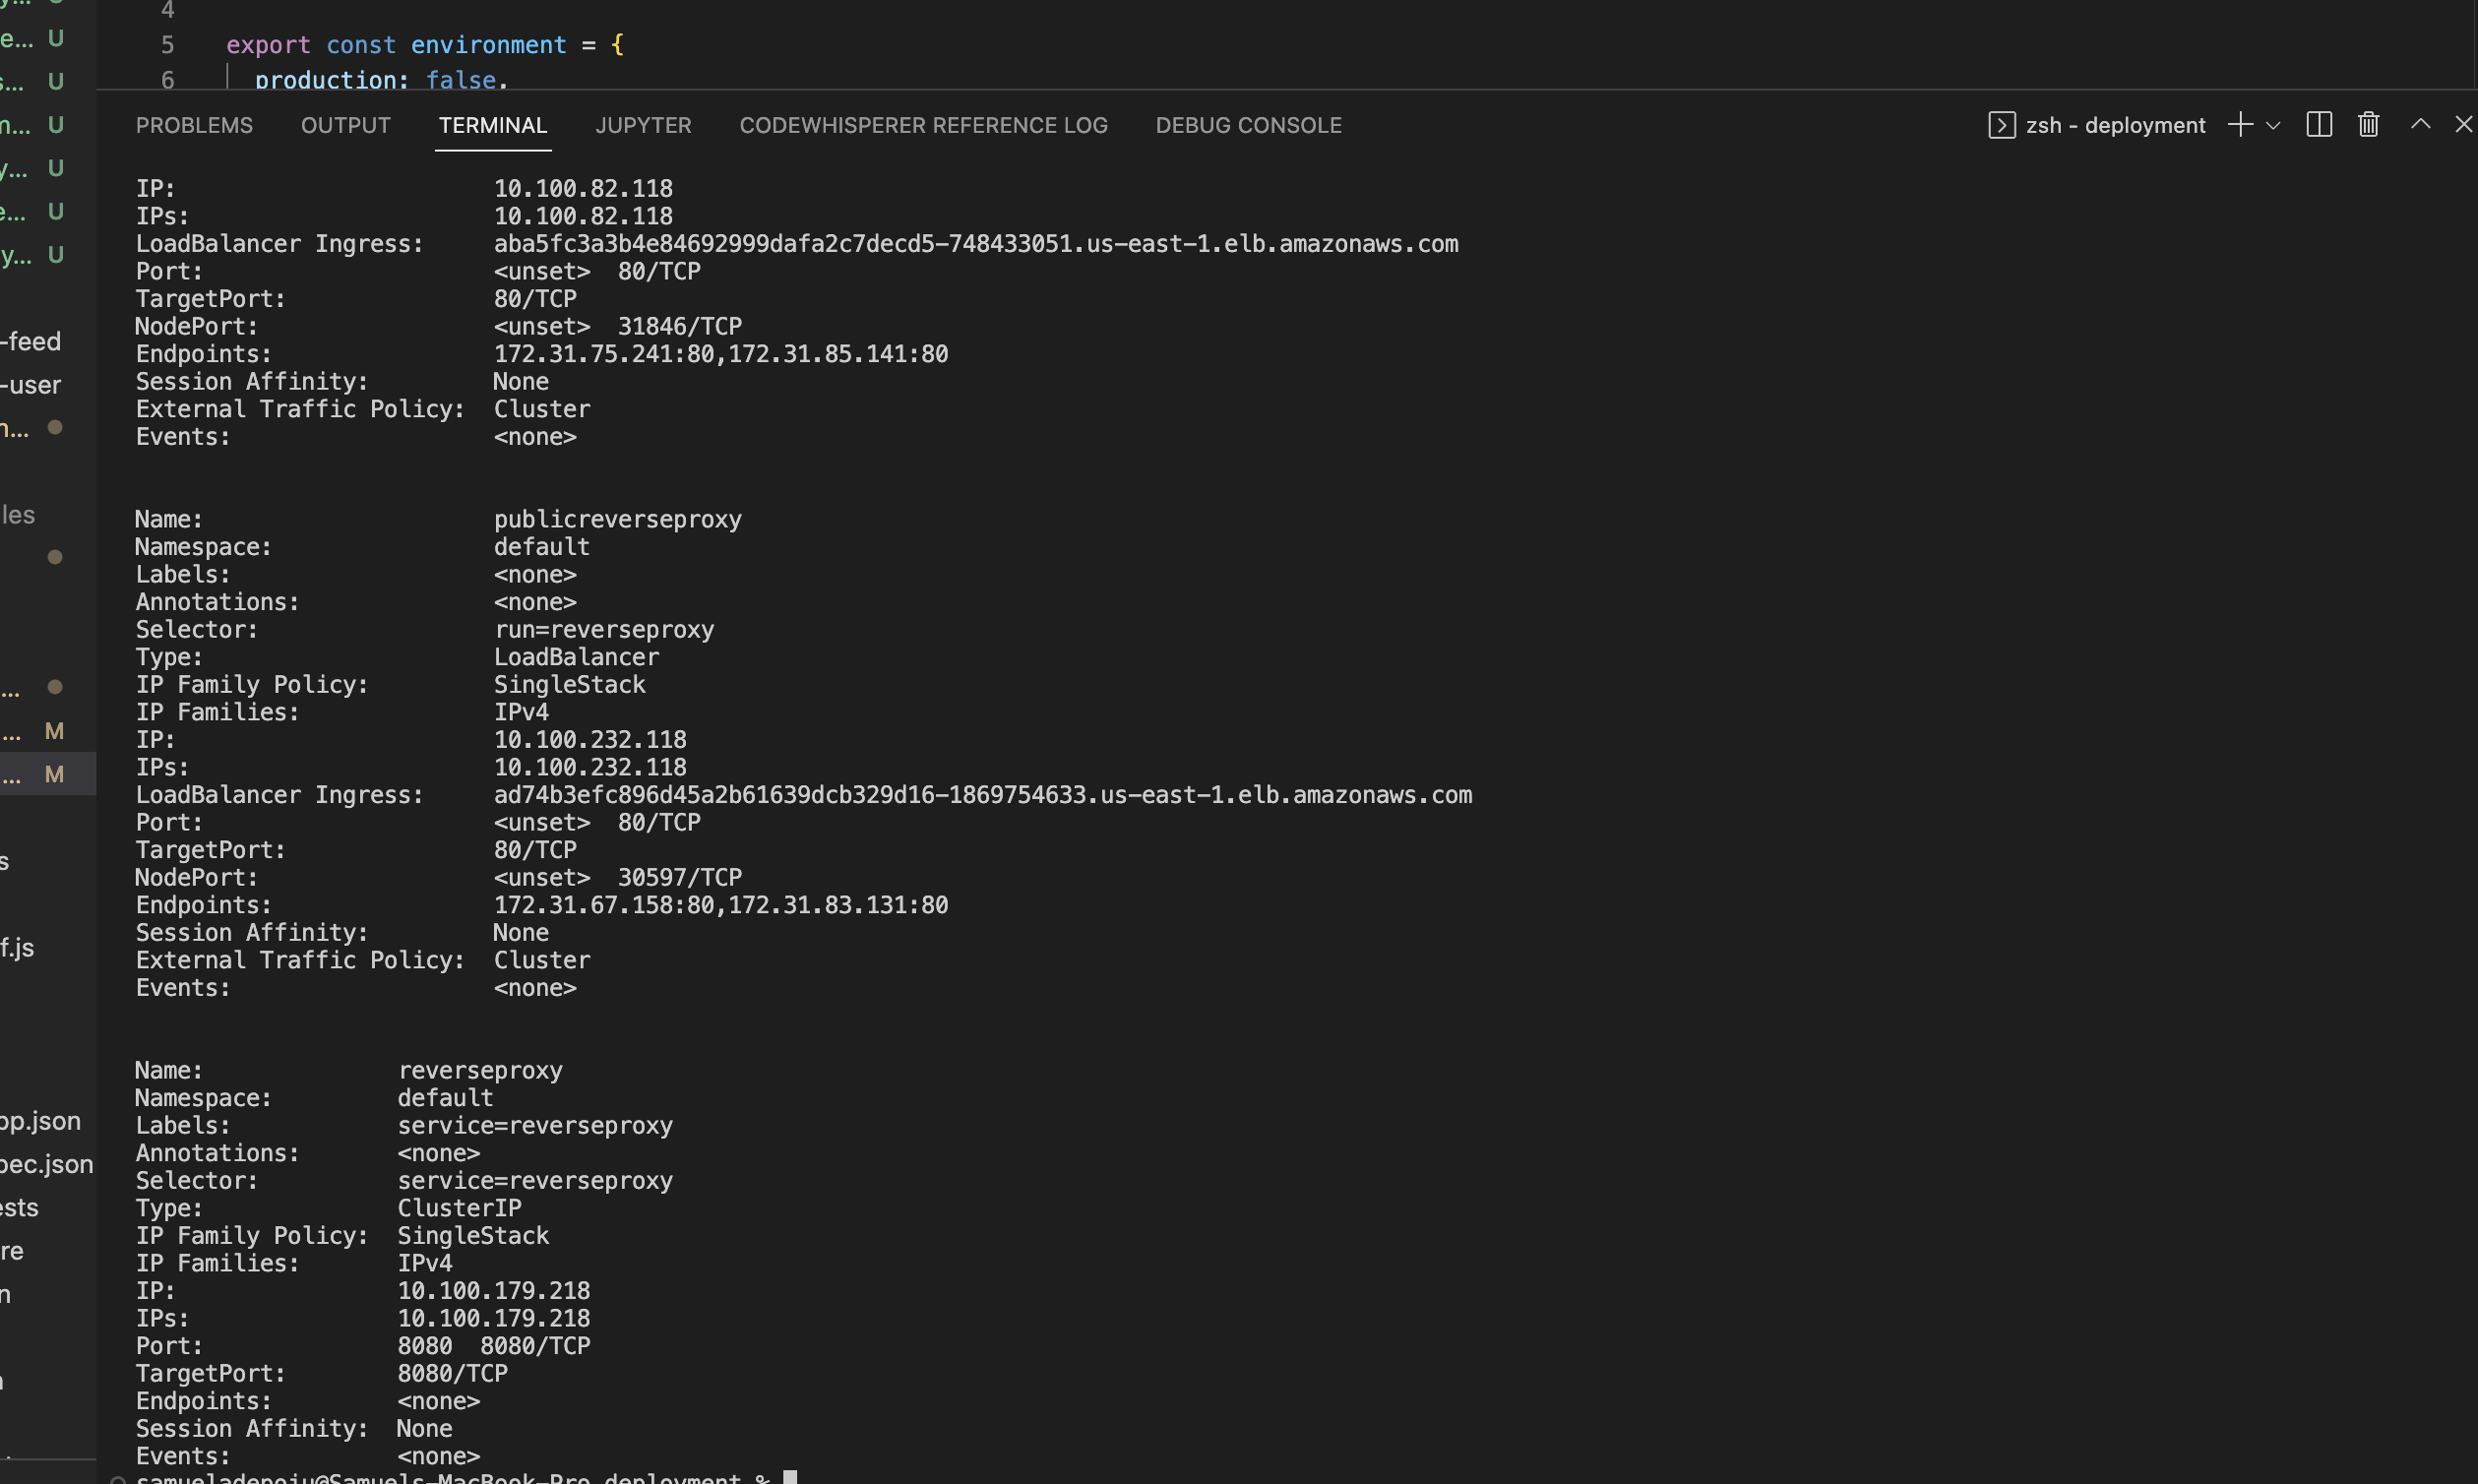 4
5 export const environment = {
6 production: false,
PROBLEMS OUTPUT TERMINAL JUPYTER CODEWHISPERER REFERENCE LOG DEBUG CONSOLE zsh - deployment
IP: 10.100.82.118
IPs: 10.100.82.118
LoadBalancer Ingress: aba5fc3a3b4e84692999dafa2c7decd5-748433051.us-east-1.elb.amazonaws.com
Port: <unset> 80/TCP
TargetPort: 80/TCP
NodePort: <unset> 31846/TCP
Endpoints: 172.31.75.241:80,172.31.85.141:80
Session Affinity: None
External Traffic Policy: Cluster
Events: <none>
Name: publicreverseproxy
Namespace: default
Labels: <none>
Annotations: <none>
Selector: run=reverseproxy
Type: LoadBalancer
IP Family Policy: SingleStack
IP Families: IPv4
IP: 10.100.232.118
IPs: 10.100.232.118
LoadBalancer Ingress: ad74b3efc896d45a2b61639dcb329d16-1869754633.us-east-1.elb.amazonaws.com
Port: <unset> 80/TCP
TargetPort: 80/TCP
NodePort: <unset> 30597/TCP
Endpoints: 172.31.67.158:80,172.31.83.131:80
Session Affinity: None
External Traffic Policy: Cluster
Events: <none>
Name: reverseproxy
Namespace: default
Labels: service=reverseproxy
Annotations: <none>
Selector: service=reverseproxy
Type: ClusterIP
IP Family Policy: SingleStack
IP Families: IPv4
IP: 10.100.179.218
IPs: 10.100.179.218
Port: 8080 8080/TCP
TargetPort: 8080/TCP
Endpoints: <none>
Session Affinity: None
Events: <none>
samueladepoju@Samuels-MacBook-Pro deployment %
e... U
U
U
U
U
U
-feed
-user
les
... M
... M
s
f.js
pp.json
pec.json
ests
re
n